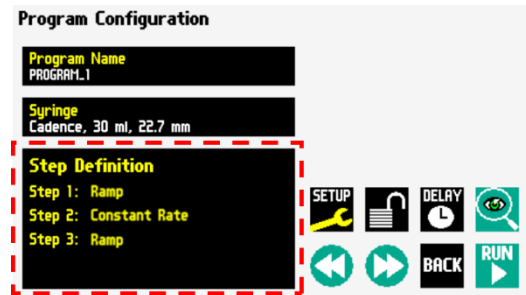 Program Configuration
Program Name
PROGRAM_1
Syringe
Cadence, 30 ml, 22.7 mm
Step Definition
Step 1: Ramp
Step 2: Constant Rate
Step 3: Ramp
SETUP
DELAY
BACK
RUN